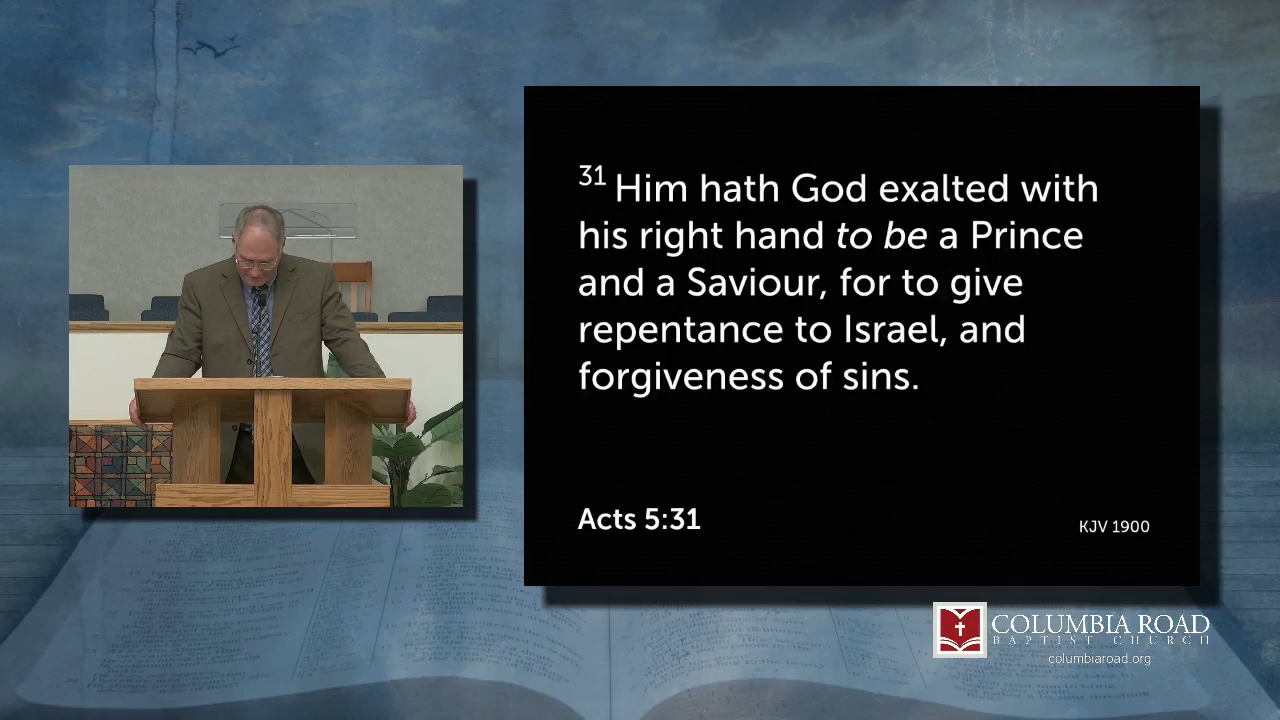 31 Him hath God exalted with
his right hand to be a Prince
and a Saviour, for to give
repentance to Israel, and
forgiveness of sins.
Acts 5:31
KJV 1900
COLUMBIA ROAD
BAPTIST CHURCH
columbiaroad.org